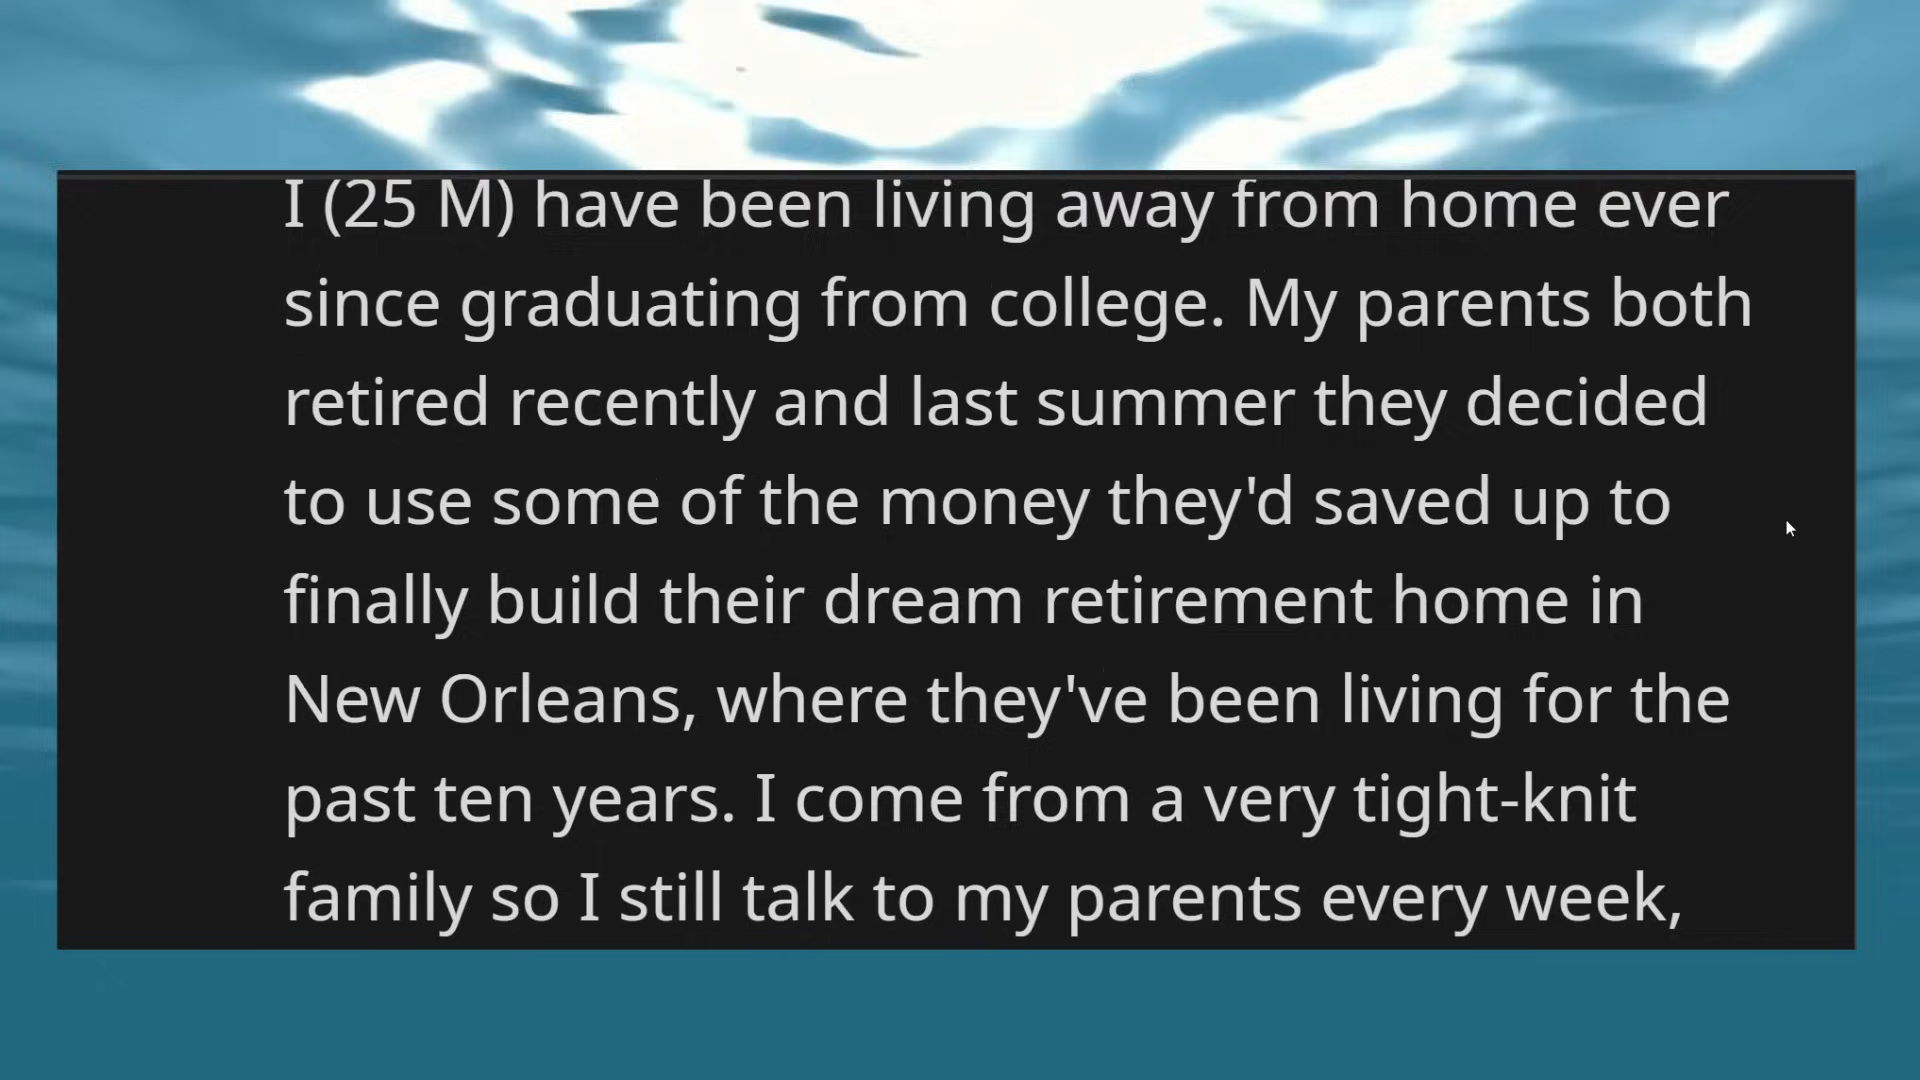 I (25 M) have been living away from home ever
since graduating from college. My parents both
retired recently and last summer they decided
to use some of the money they'd saved up to
finally build their dream retirement home in
New Orleans, where they've been living for the
past ten years. I come from a very tight-knit
family so I still talk to my parents every week,